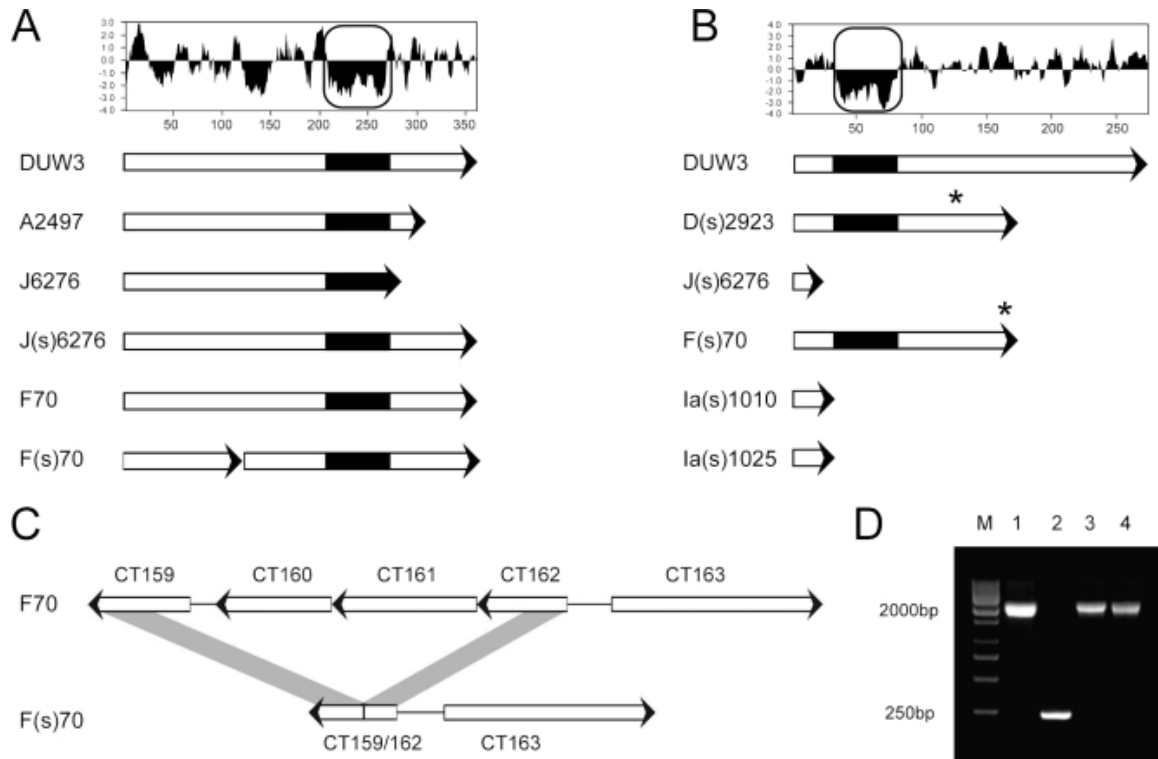 A
3.0
2.0
1.0
0.0
-1.0
-2.0
-3.0
-4.0
50 100 150 200 250 300 350
DUW3
A2497
J6276
J(s)6276
F70
F(s)70
B
4.0
3.0
2.0
1.0
0.0
-1.0
-2.0
-3.0
-4.0
50 100 150 200 250
DUW3
*
D(s)2923
J(s)6276
*
F(s)70
Ia(s)1010
Ia(s)1025
C
CT159 CT160 CT161 CT162 CT163
F70
F(s)70
CT159/162 CT163
D
M 1 2 3 4
2000bp
250bp